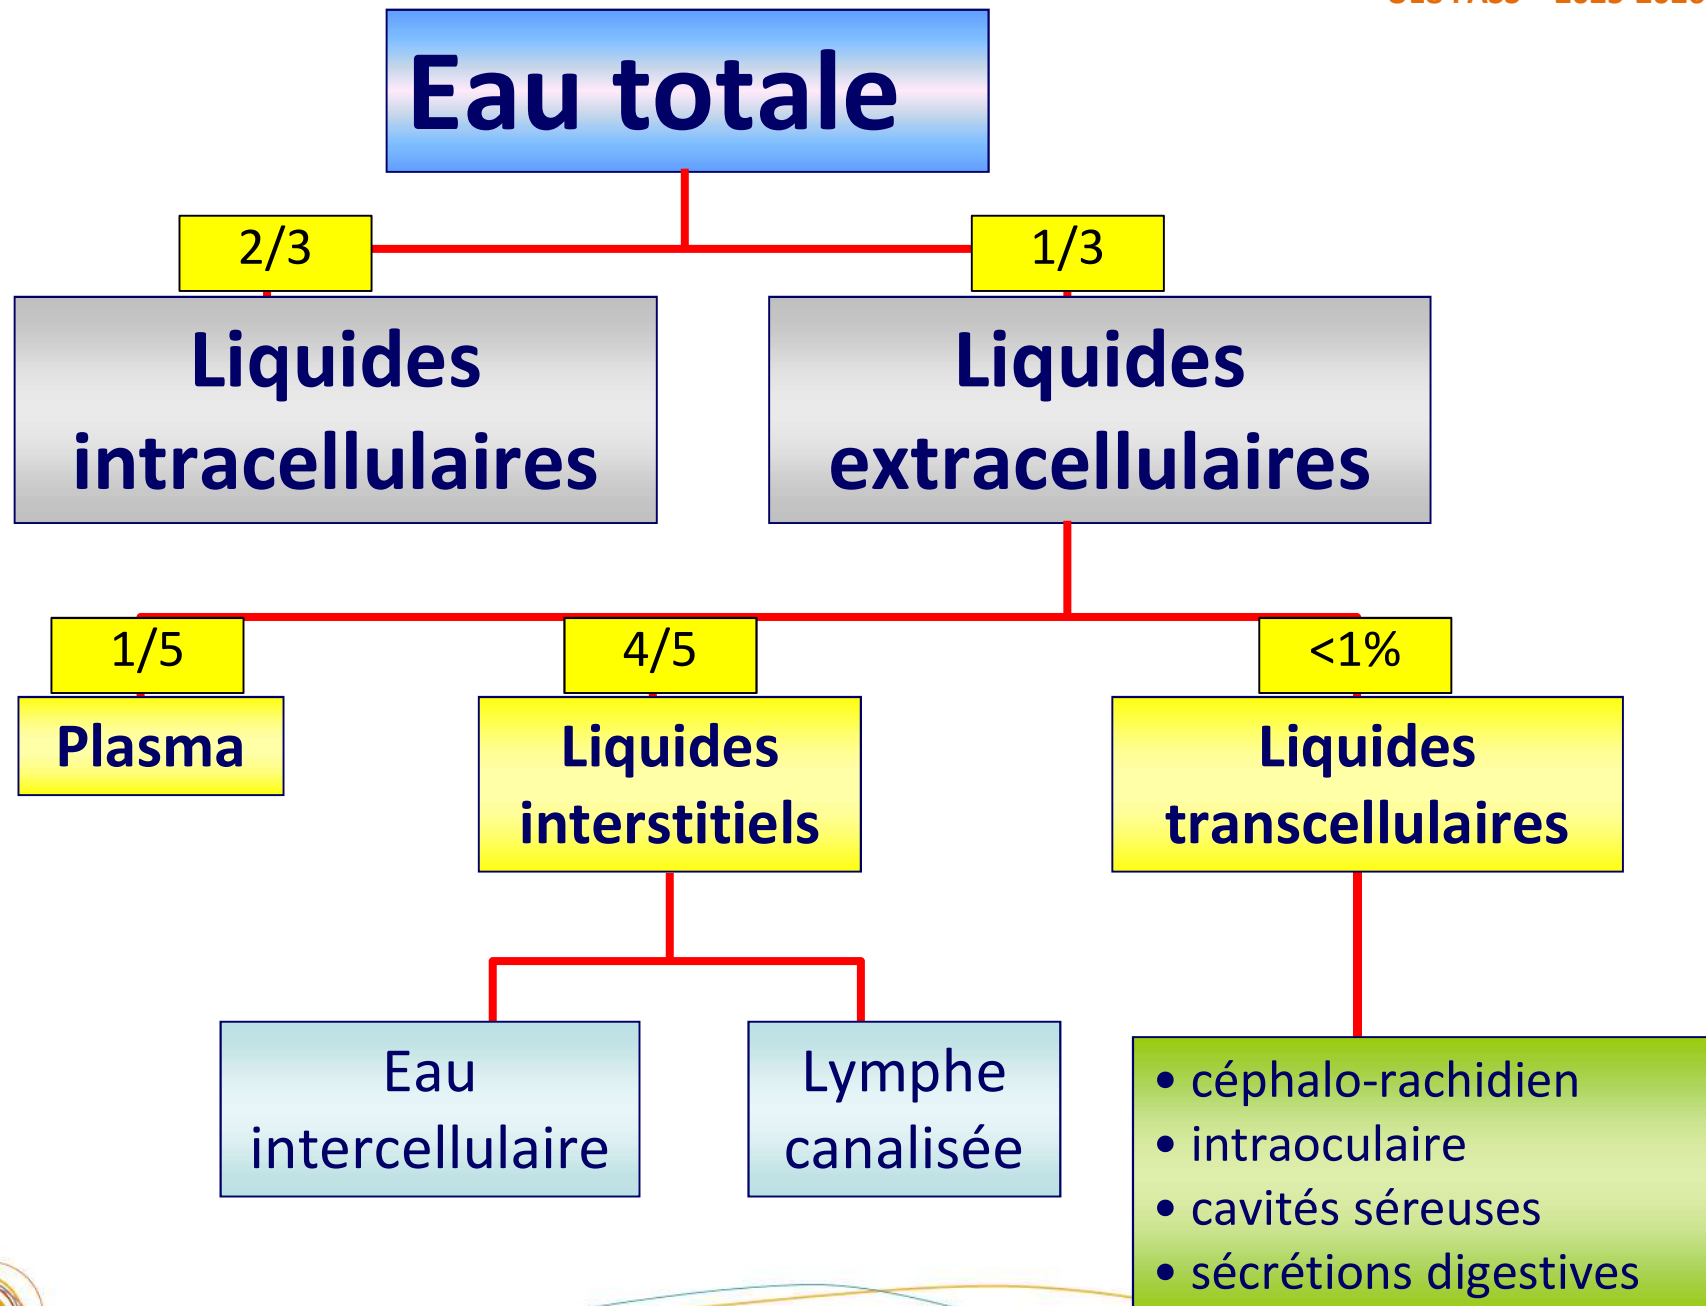 Eau totale
2/3
1/3
Liquides
intracellulaires
Liquides
extracellulaires
1/5
4/5
<1%
Plasma
Liquides
interstitiels
Liquides
transcellulaires
Eau
intercellulaire
Lymphe
canalisée
• céphalo-rachidien
• intraoculaire
• cavités séreuses
• sécrétions digestives